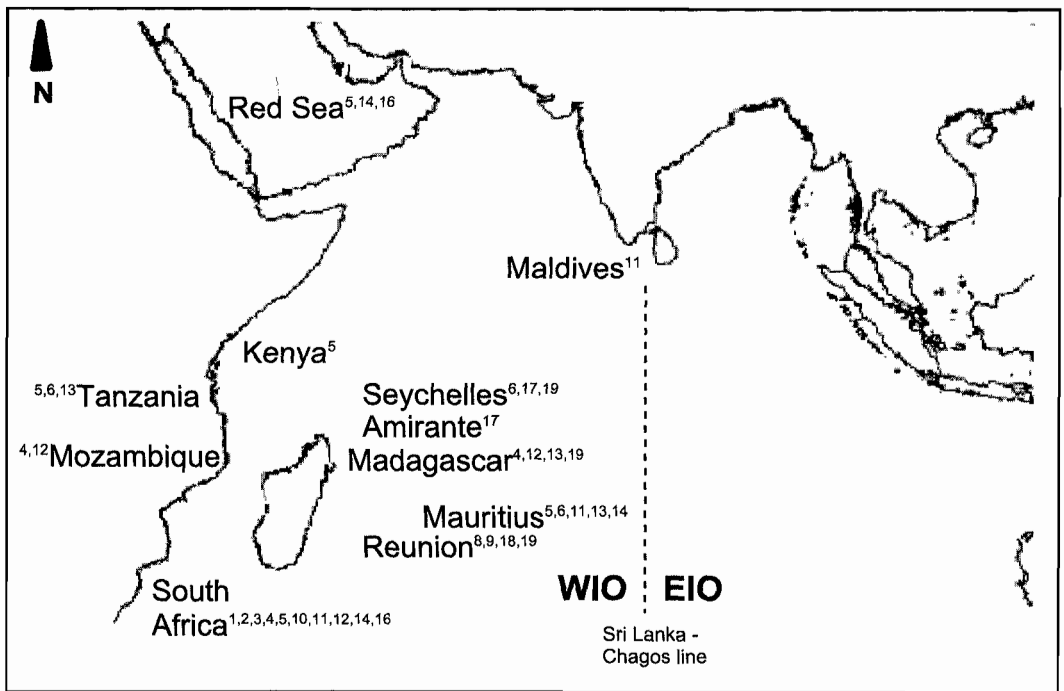 N
Red Sea5,14,16
Maldives11
Kenya5
5,6,13Tanzania
Seychelles6,17,19
Amirante17
4,12Mozambique
Madagascar4,12,13,19
Mauritius5,6,11,13,14
Reunion8,9,18,19
WIO EIO
South
Africa1,2,3,4,5,10,11,12,14,16
Sri Lanka -
Chagos line